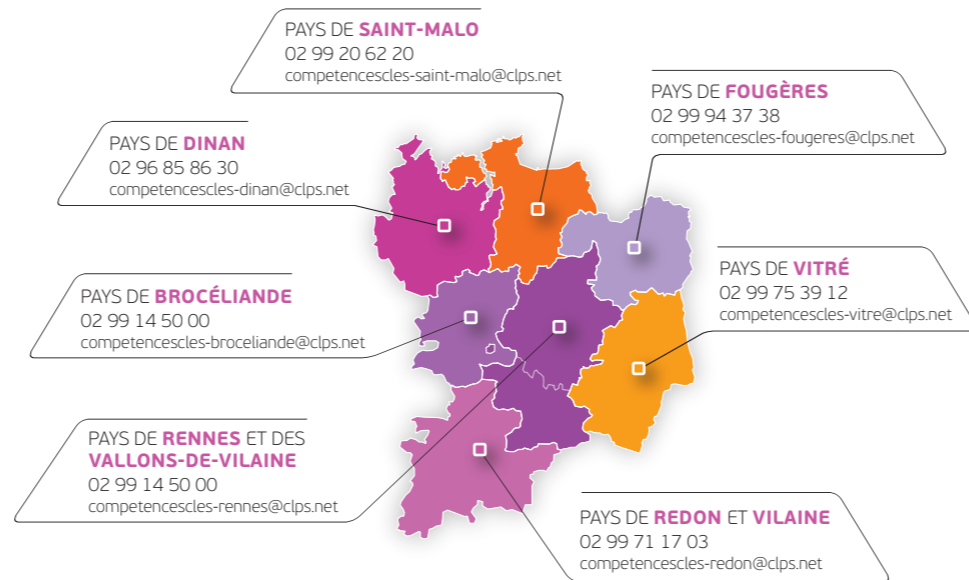 PAYS DE SAINT-MALO
02 99 20 62 20
competencescles-saint-malo@clps.net
PAYS DE FOUGÈRES
02 99 94 37 38
competencescles-fougeres@clps.net
PAYS DE DINAN
02 96 85 86 30
competencescles-dinan@clps.net
PAYS DE VITRÉ
02 99 75 39 12
competencescles-vitre@clps.net
PAYS DE BROCÉLIANDE
02 99 14 50 00
competencescles-broceliande@clps.net
PAYS DE RENNES ET DES
VALLONS-DE-VILAINE
02 99 14 50 00
competencescles-rennes@clps.net
PAYS DE REDON ET VILAINE
02 99 71 17 03
competencescles-redon@clps.net